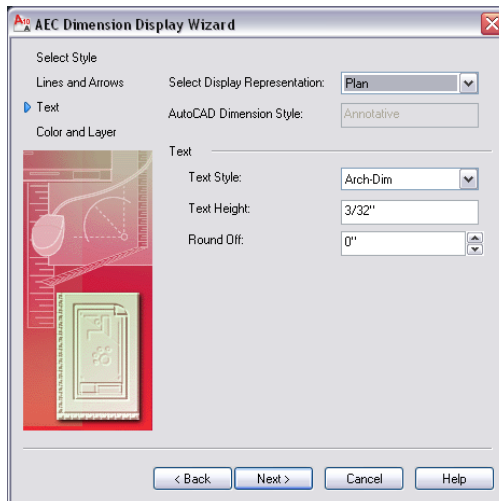 AEC Dimension Display Wizard
Select Style
Lines and Arrows
Text
Color and Layer
Select Display Representation: Plan
AutoCAD Dimension Style: Annotative
Text
Text Style: Arch-Dim
Text Height: 3/32"
Round Off: 0"
< Back Next > Cancel Help